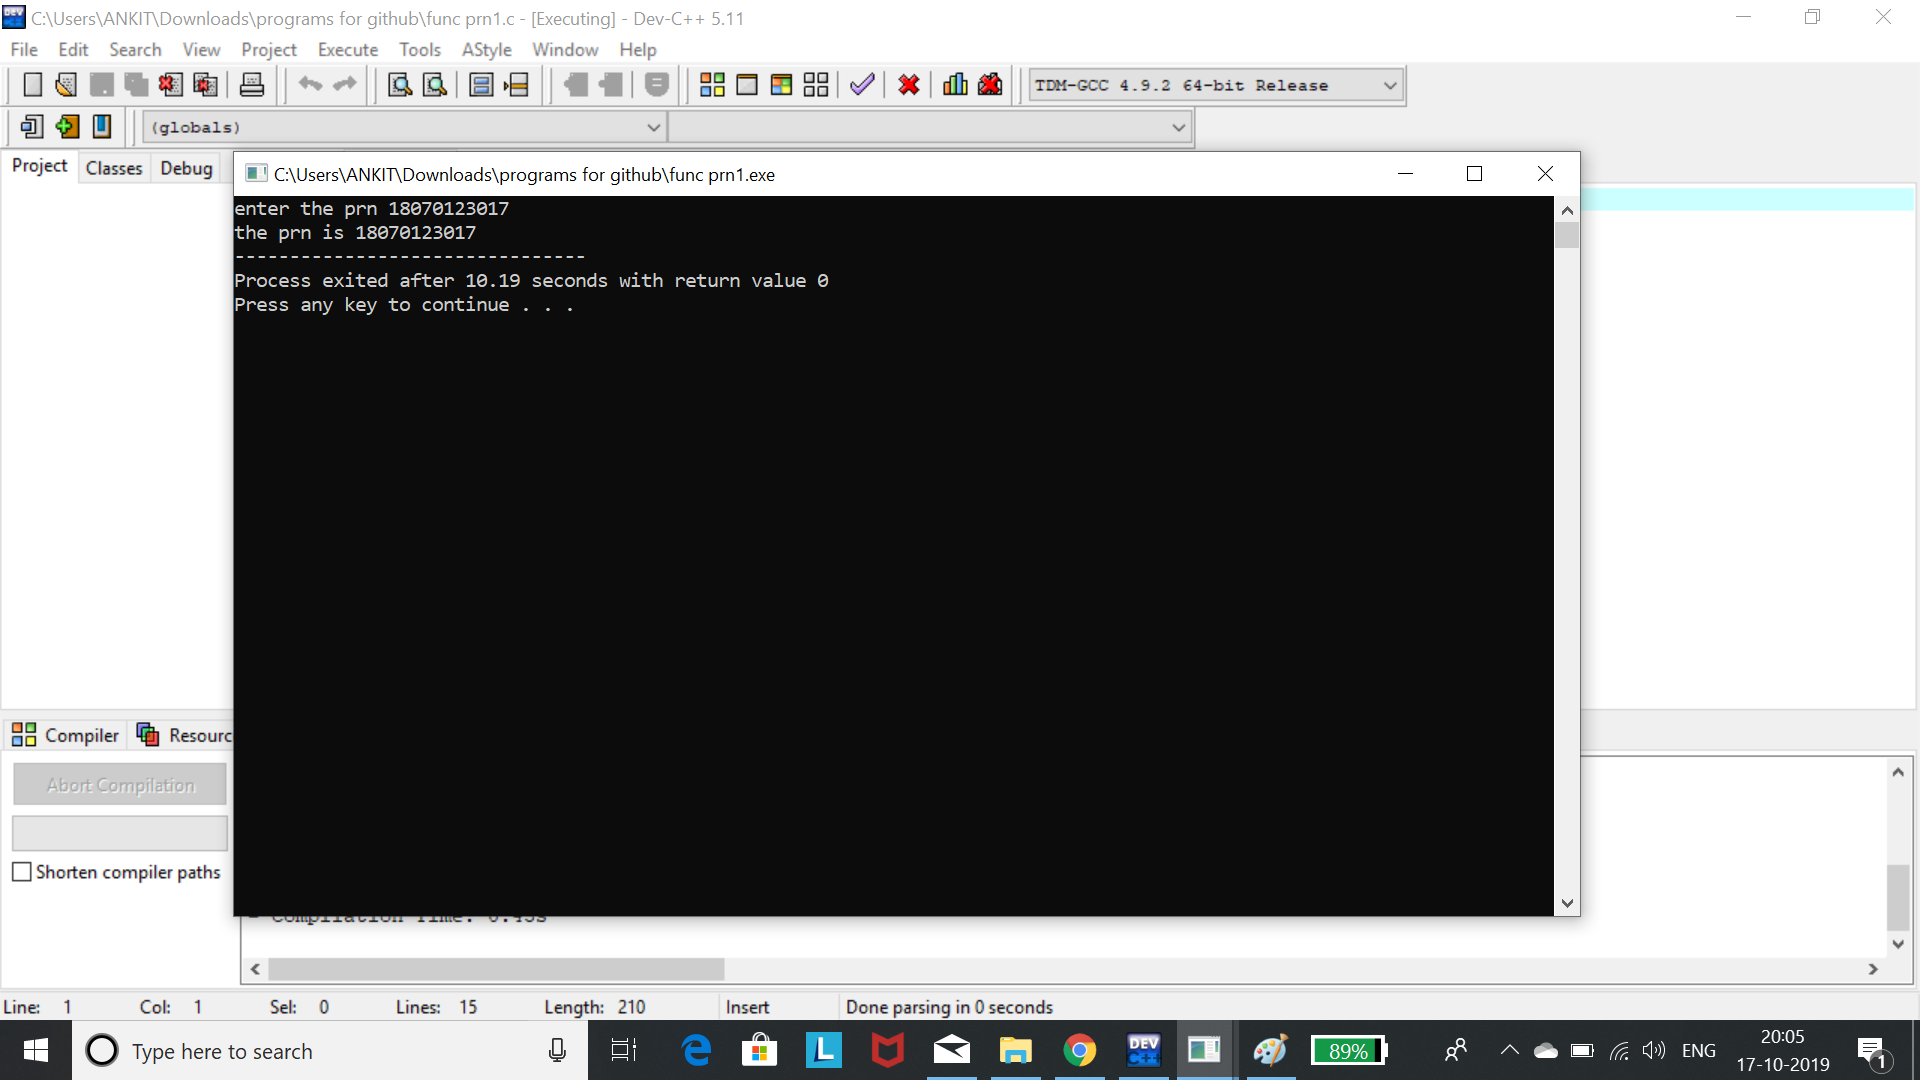 C:\Users\ANKIT\Downloads\programs for github\func prn1.c - [Executing] - Dev-C++ 5.11
File Edit Search View Project Execute Tools AStyle Window Help
TDM-GCC 4.9.2 64-bit Release
(globals)
Project Classes Debug
C:\Users\ANKIT\Downloads\programs for github\func prn1.exe
enter the prn 18070123017
the prn is 18070123017
--------------------------------
Process exited after 10.19 seconds with return value 0
Press any key to continue . . .
Compiler Resourc
Abort Compilation
Shorten compiler paths
- Compilation Time: 0.45s
Line: 1 Col: 1 Sel: 0 Lines: 15 Length: 210 Insert Done parsing in 0 seconds
Type here to search
L
DEV C++
89%
ENG
20:05
17-10-2019
1